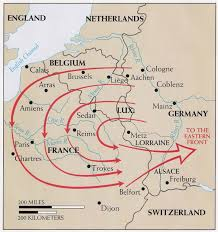 ENGLAND
NETHERLANDS
English Channel
BELGIUM
Calais
Brussels
Liège
Cologne
Aachen
Arras
Coblenz
Amiens
Sedan
LUX.
Mainz
GERMANY
Reims
Metz
TO THE
EASTERN
FRONT
Paris
FRANCE
LORRAINE
Chartres
Troyes
ALSACE
Belfort
Freiburg
200 MILES
200 KILOMETERS
Dijon
SWITZERLAND